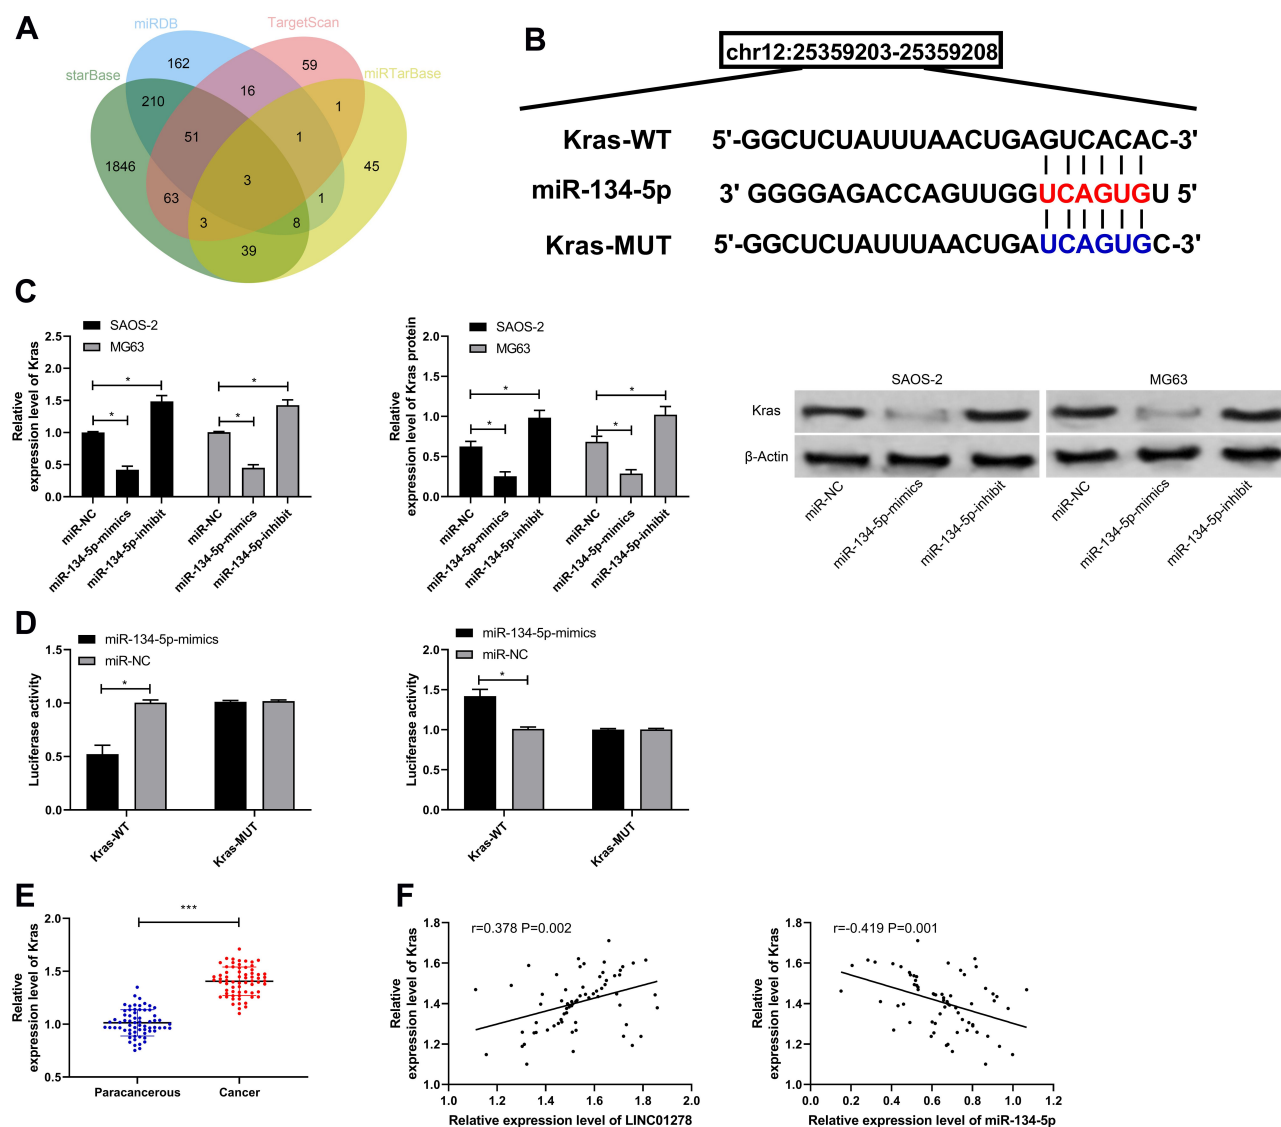 A
miRDB
TargetScan
starBase
miRTarBase
162
59
210
16
1
51
1
1846
3
45
63
1
3
8
39
B
chr12:25359203-25359208
Kras-WT 5'-GGCUCUAUUUAACUGAGUCACAC-3'
miR-134-5p 3' GGGGAGACCAGUUGGUCAGUGU 5'
Kras-MUT 5'-GGCUCUAUUUAACUGAUCAGUGC-3'
C
SAOS-2
MG63
Relative
expression level of Kras
2.5
2.0
1.5
1.0
0.5
0.0
* * * *
miR-NC
miR-134-5p-mimics
miR-134-5p-inhibit
miR-NC
miR-134-5p-mimics
miR-134-5p-inhibit
SAOS-2
MG63
Relative
expression level of Kras protein
2.0
1.5
1.0
0.5
0.0
* * * *
miR-NC
miR-134-5p-mimics
miR-134-5p-inhibit
miR-NC
miR-134-5p-mimics
miR-134-5p-inhibit
SAOS-2 MG63
Kras
β-Actin
miR-NC
miR-134-5p-mimics
miR-134-5p-inhibit
miR-NC
miR-134-5p-mimics
miR-134-5p-inhibit
D
miR-134-5p-mimics
miR-NC
Luciferase activity
1.5
1.0
0.5
0.0
*
Kras-WT
Kras-MUT
miR-134-5p-mimics
miR-NC
Luciferase activity
2.0
1.5
1.0
0.5
0.0
*
Kras-WT
Kras-MUT
E
Relative
expression level of Kras
2.0
1.5
1.0
0.5
***
Paracancerous Cancer
F
Relative
expression level of Kras
1.8
1.6
1.4
1.2
1.0
r=0.378 P=0.002
1.0 1.2 1.4 1.6 1.8 2.0
Relative expression level of LINC01278
Relative
expression level of Kras
1.8
1.6
1.4
1.2
1.0
r=-0.419 P=0.001
0.0 0.2 0.4 0.6 0.8 1.0 1.2
Relative expression level of miR-134-5p